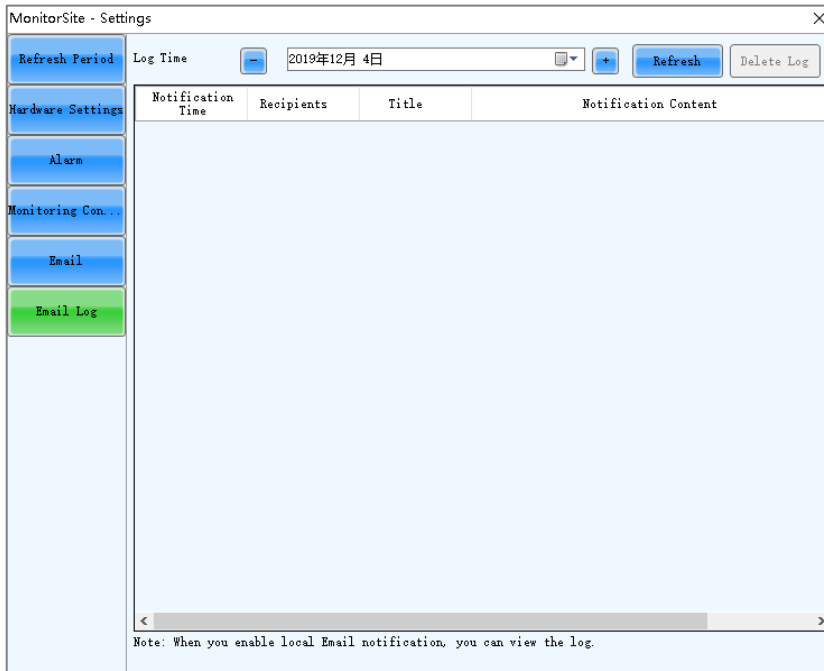 MonitorSite - Settings
Refresh Period
Hardware Settings
Alarm
Monitoring Con...
Email
Email Log
Log Time
-
2019年12月 4日
+
Refresh
Delete Log
Notification
Time
Recipients
Title
Notification Content
Note: When you enable local Email notification, you can view the log.